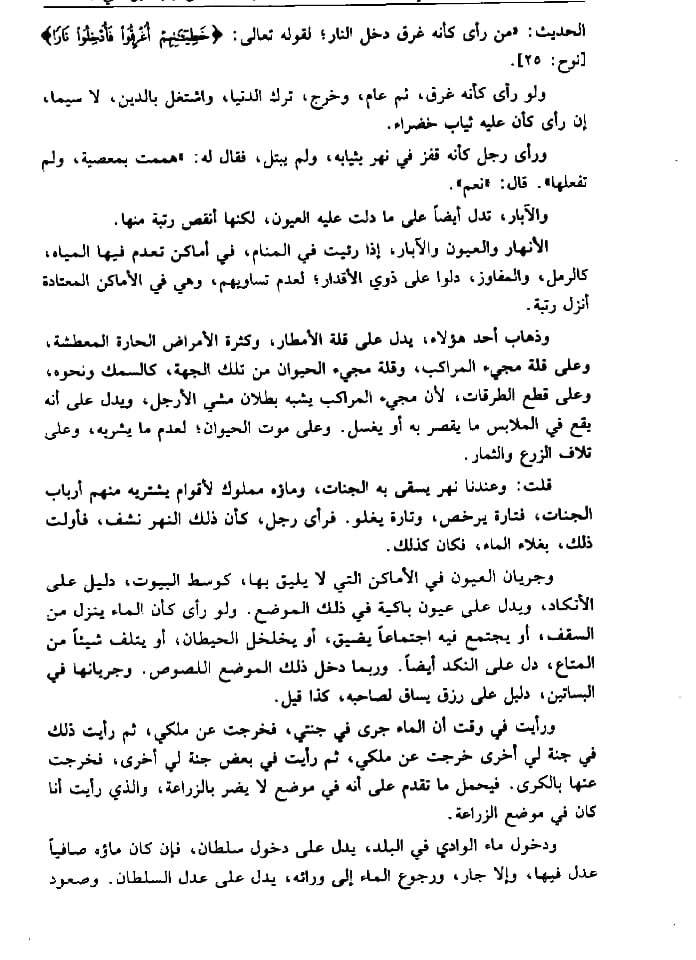 الحديث: «من رأى كأنه غرق دخل النار؛ لقوله تعالى: ﴿خَطِيٓـَٰٔتِهِمْ أُغْرِقُوا۟ فَأُدْخِلُوا۟ نَارًا﴾
[نوح: ٢٥].
ولو رأى كأنه غرق، ثم عام، وخرج، ترك الدنيا، واشتغل بالدين، لا سيما،
إن رأى كأن عليه ثياب خضراء.
ورأى رجل كأنه قفز في نهر بثيابه، ولم يبتل، فقال له: «هممت بمعصية، ولم
تفعلها». قال: «نعم».
والآبار، تدل أيضاً على ما دلت عليه العيون، لكنها أنقص رتبة منها.
الأنهار والعيون والآبار، إذا رئيت في المنام، في أماكن تعدم فيها المياه،
كالرمل، والمفاوز، دلوا على ذوي الأقدار؛ لعدم تساويهم، وهي في الأماكن المعتادة
أنزل رتبة.
وذهاب أحد هؤلاء، يدل على قلة الأمطار، وكثرة الأمراض الحارة المعطشة،
وعلى قلة مجيء المراكب، وقلة مجيء الحيوان من تلك الجهة، كالسمك ونحوه،
وعلى قطع الطرقات، لأن مجيء المراكب يشبه بطلان مشي الأرجل، ويدل على أنه
يقع في الملابس ما يقصر به أو يغسل. وعلى موت الحيوان؛ لعدم ما يشربه، وعلى
تلاف الزرع والثمار.
قلت: وعندنا نهر يسقى به الجنات، وماؤه مملوك لأقوام يشتريه منهم أرباب
الجنات، فتارة يرخص، وتارة يغلو. فرأى رجل، كأن ذلك النهر نشف، فأولت
ذلك، بغلاء الماء، فكان كذلك.
وجريان العيون في الأماكن التي لا يليق بها، كوسط البيوت، دليل على
الأنكاد، ويدل على عيون باكية في ذلك الموضع. ولو رأى كأن الماء ينزل من
السقف، أو يجتمع فيه اجتماعاً يضيق، أو يخلخل الحيطان، أو يتلف شيئاً من
المتاع، دل على النكد أيضاً. وربما دخل ذلك الموضع اللصوص. وجريانها في
البساتين، دليل على رزق يساق لصاحبه، كذا قيل.
ورأيت في وقت أن الماء جرى في جنتي، فخرجت عن ملكي، ثم رأيت ذلك
في جنة لي أخرى خرجت عن ملكي، ثم رأيت في بعض جنة لي أخرى، فخرجت
عنها بالكرى. فيحمل ما تقدم على أنه في موضع لا يضر بالزراعة، والذي رأيت أنا
كان في موضع الزراعة.
ودخول ماء الوادي في البلد، يدل على دخول سلطان، فإن كان ماؤه صافياً
عدل فيها، وإلا جار، ورجوع الماء إلى ورائه، يدل على عدل السلطان. وصعود